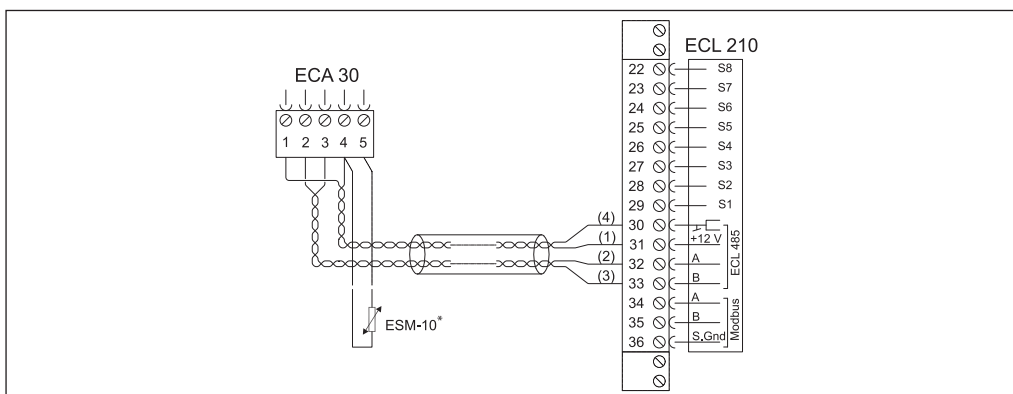 ECL 210
ECA 30
1 2 3 4 5
22 S8
23 S7
24 S6
25 S5
26 S4
27 S3
28 S2
29 S1
(4) 30
(1) 31 +12 V
(2) 32 A
(3) 33 B
ECL 485
34 A
35 B
36 S.Gnd
Modbus
ESM-10*